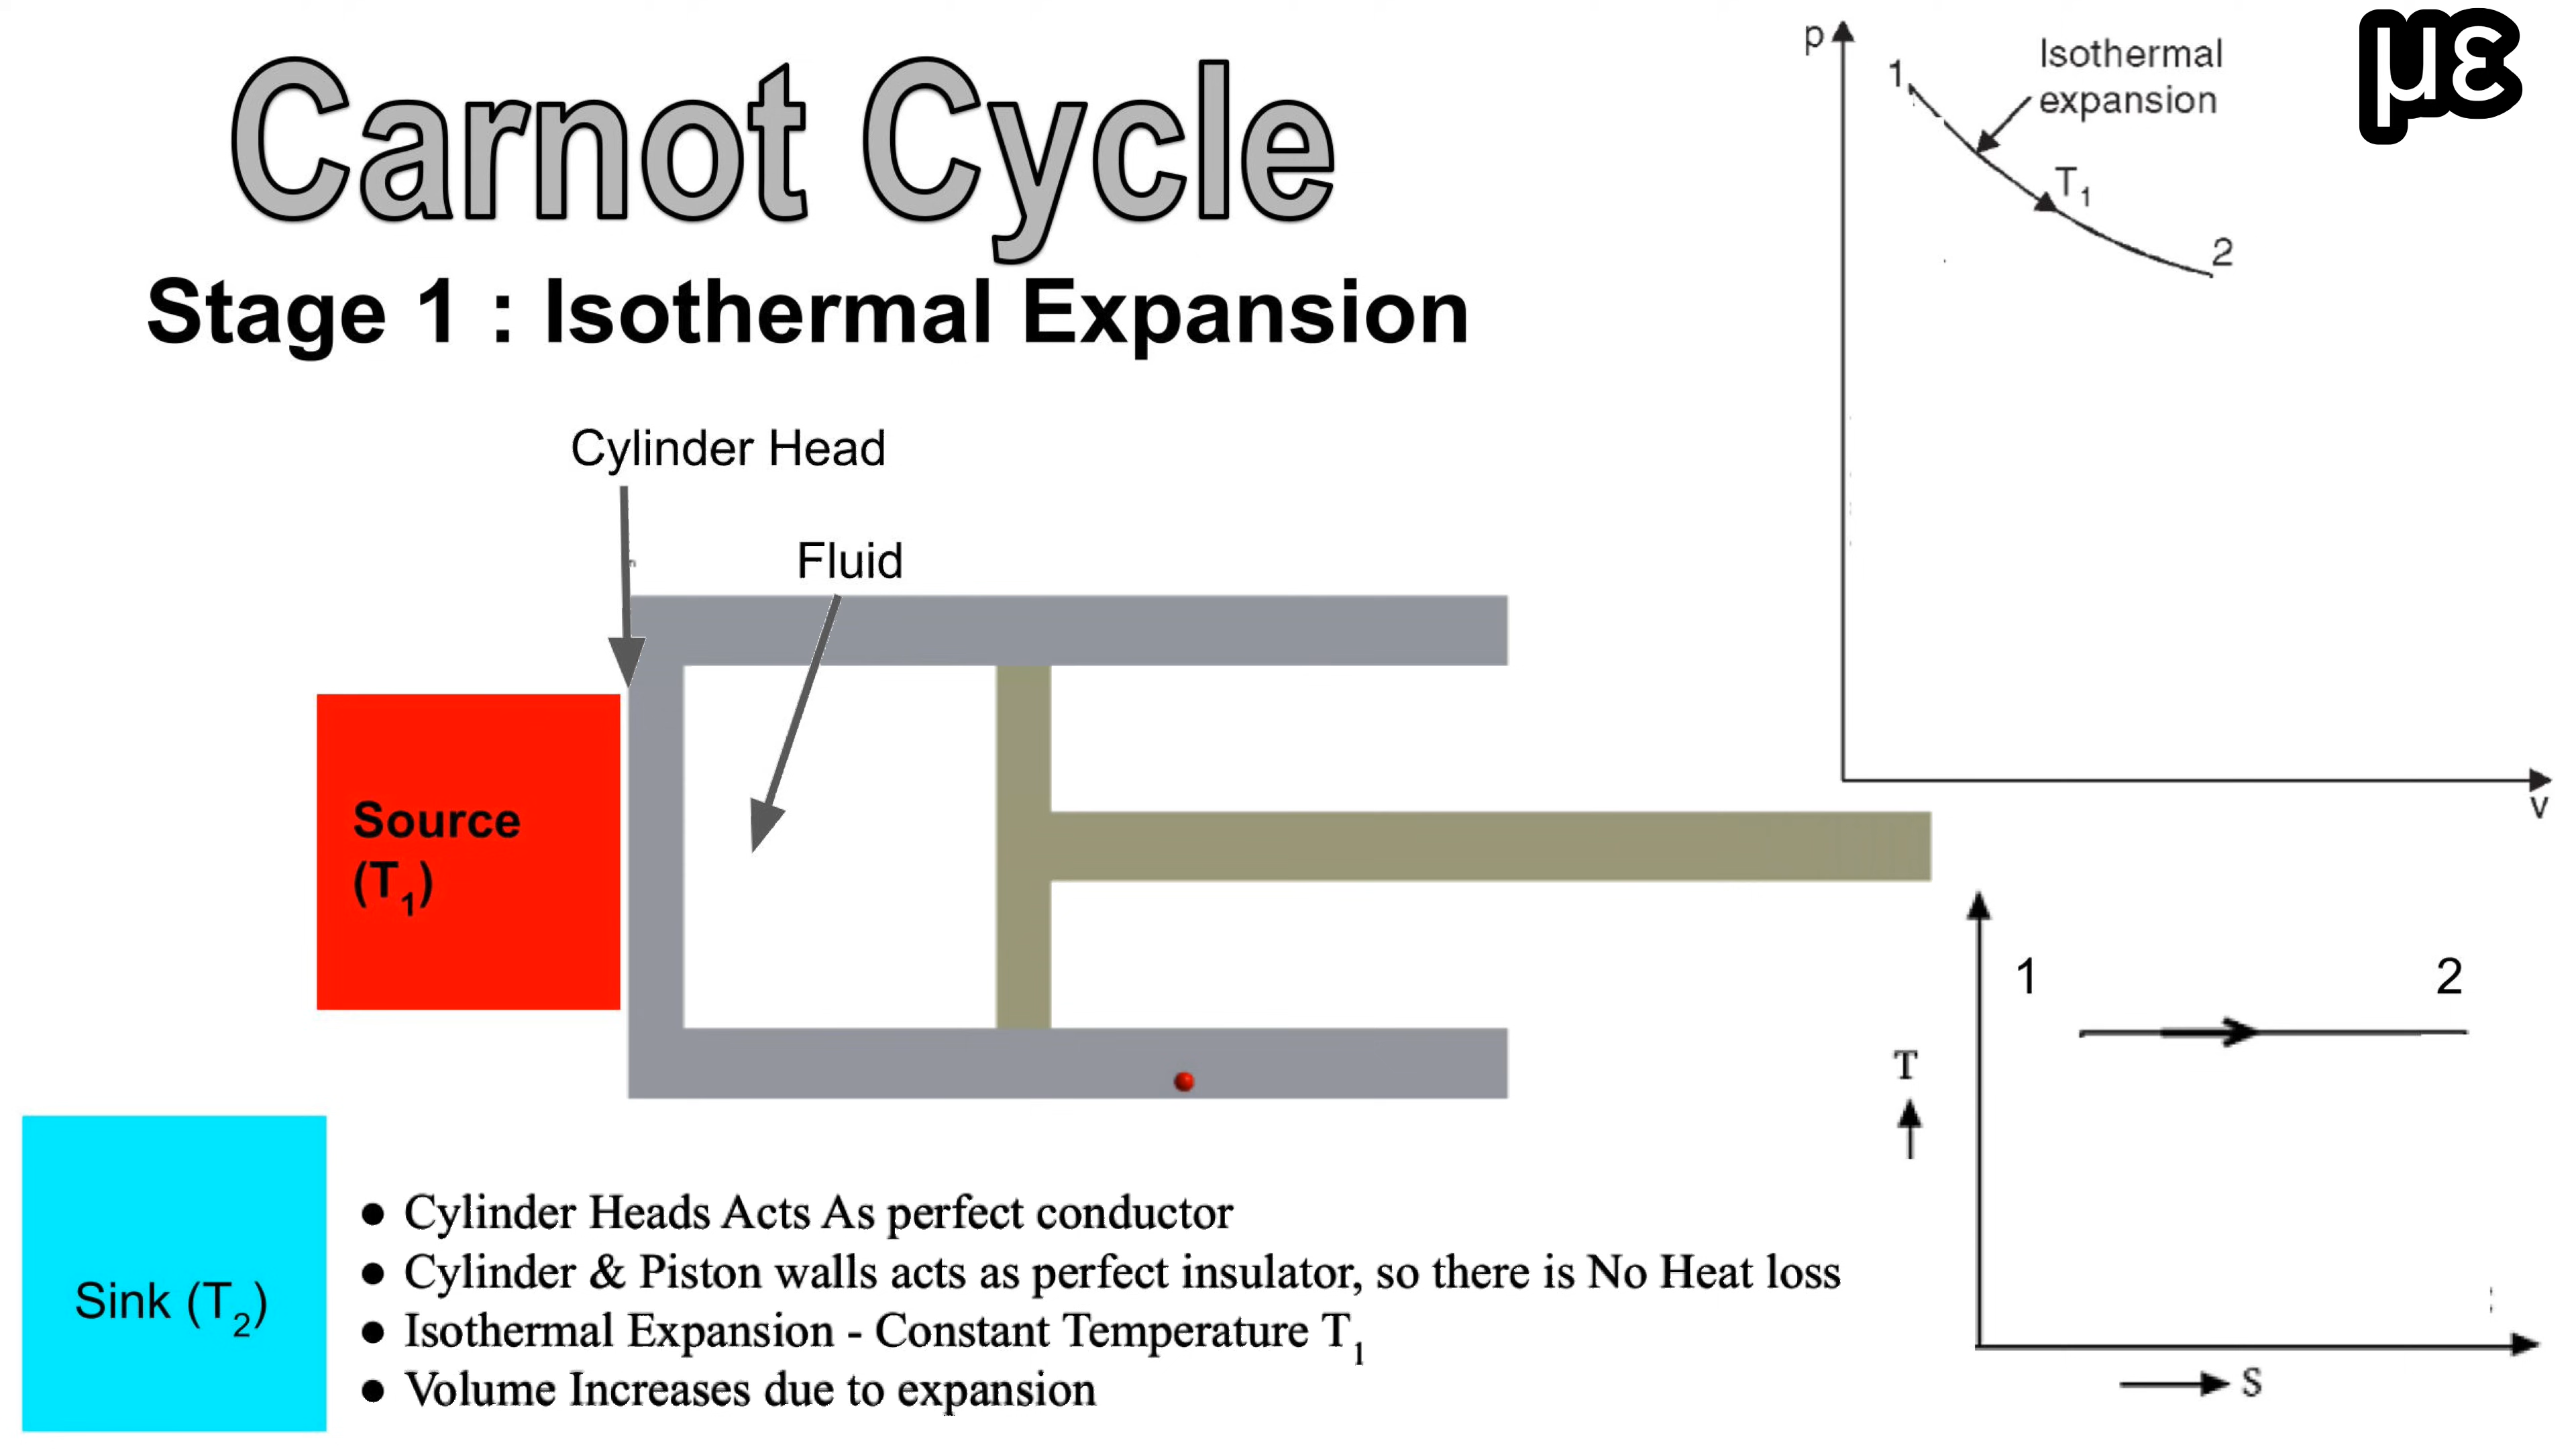 Carnot Cycle
Stage 1 : Isothermal Expansion
με
p
1
Isothermal
expansion
T1
2
v
Cylinder Head
Fluid
Source
(T1)
Sink (T2)
● Cylinder Heads Acts As perfect conductor
● Cylinder & Piston walls acts as perfect insulator, so there is No Heat loss
● Isothermal Expansion - Constant Temperature T1
● Volume Increases due to expansion
1
2
T
S